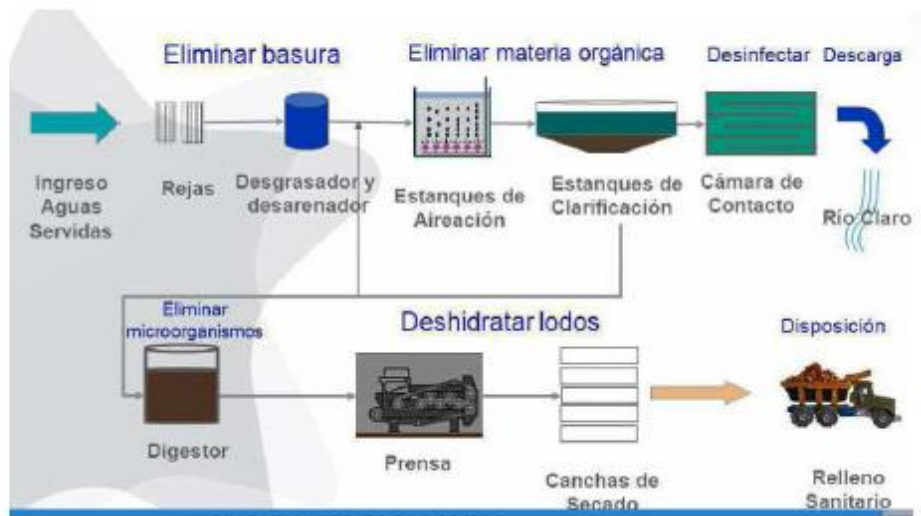 Eliminar basura
Eliminar materia orgánica
Desinfectar
Descarga
Ingreso
Aguas
Servidas
Rejas
Desgrasador y
desarenador
Estanques de
Aireación
Estanques de
Clarificación
Cámara de
Contacto
Río Claro
Eliminar
microorganismos
Deshidratar lodos
Disposición
Digestor
Prensa
Canchas de
Secado
Relleno
Sanitario